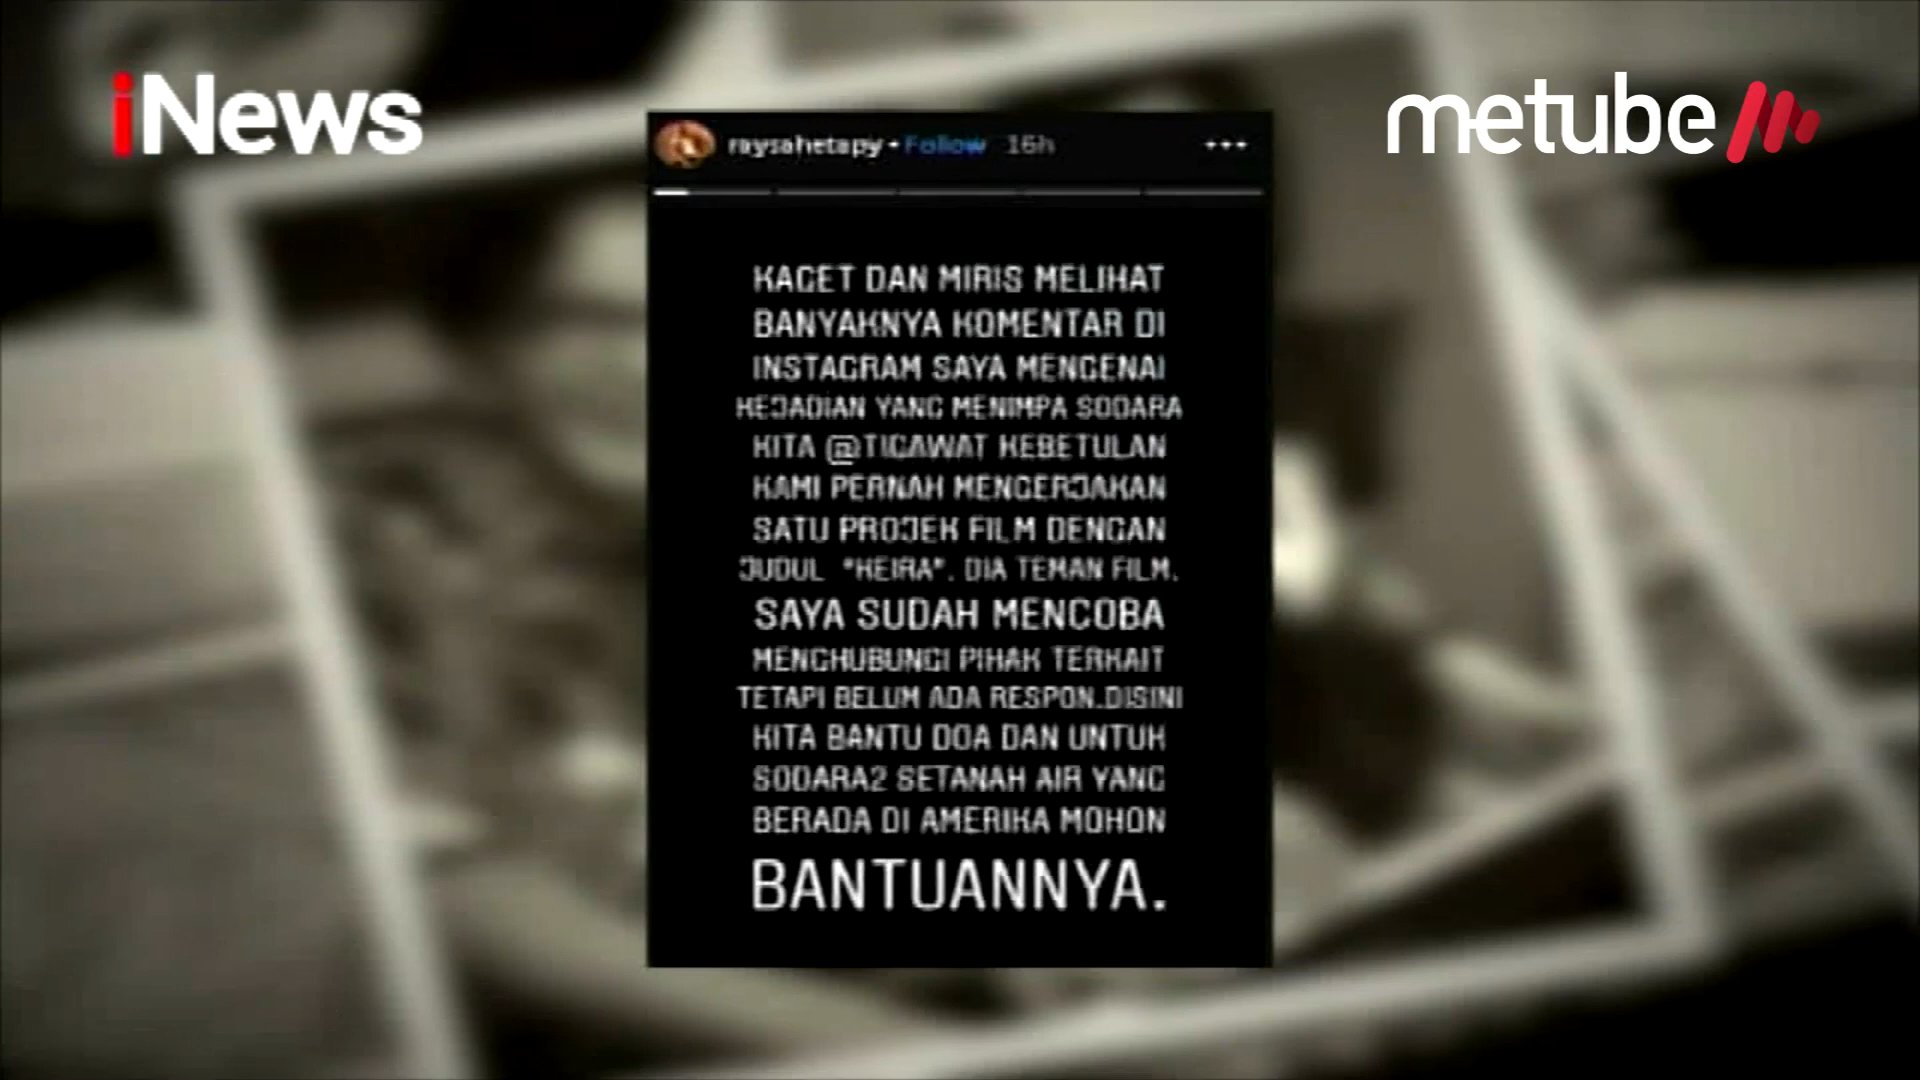 iNews
metube
raysahetapy • Follow 16h
KAGET DAN MIRIS MELIHAT
BANYAKNYA KOMENTAR DI
INSTAGRAM SAYA MENGENAI
KEJADIAN YANG MENIMPA SODARA
KITA @TIGAWAT KEBETULAN
KAMI PERNAH MENGERJAKAN
SATU PROJEK FILM DENGAN
JUDUL "KEIRA". DIA TEMAN FILM.
SAYA SUDAH MENCOBA
MENGHUBUNGI PIHAK TERKAIT
TETAPI BELUM ADA RESPON.DISINI
KITA BANTU DOA DAN UNTUK
SODARA2 SETANAH AIR YANG
BERADA DI AMERIKA MOHON
BANTUANNYA.